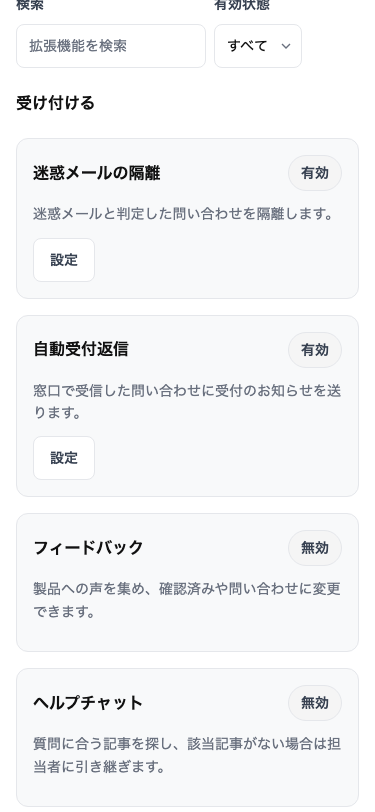 検索
有効状態
拡張機能を検索
すべて
受け付ける
迷惑メールの隔離
有効
迷惑メールと判定した問い合わせを隔離します。
設定
自動受付返信
有効
窓口で受信した問い合わせに受付のお知らせを送
ります。
設定
フィードバック
無効
製品への声を集め、確認済みや問い合わせに変更
できます。
ヘルプチャット
無効
質問に合う記事を探し、該当記事がない場合は担
当者に引き継ぎます。